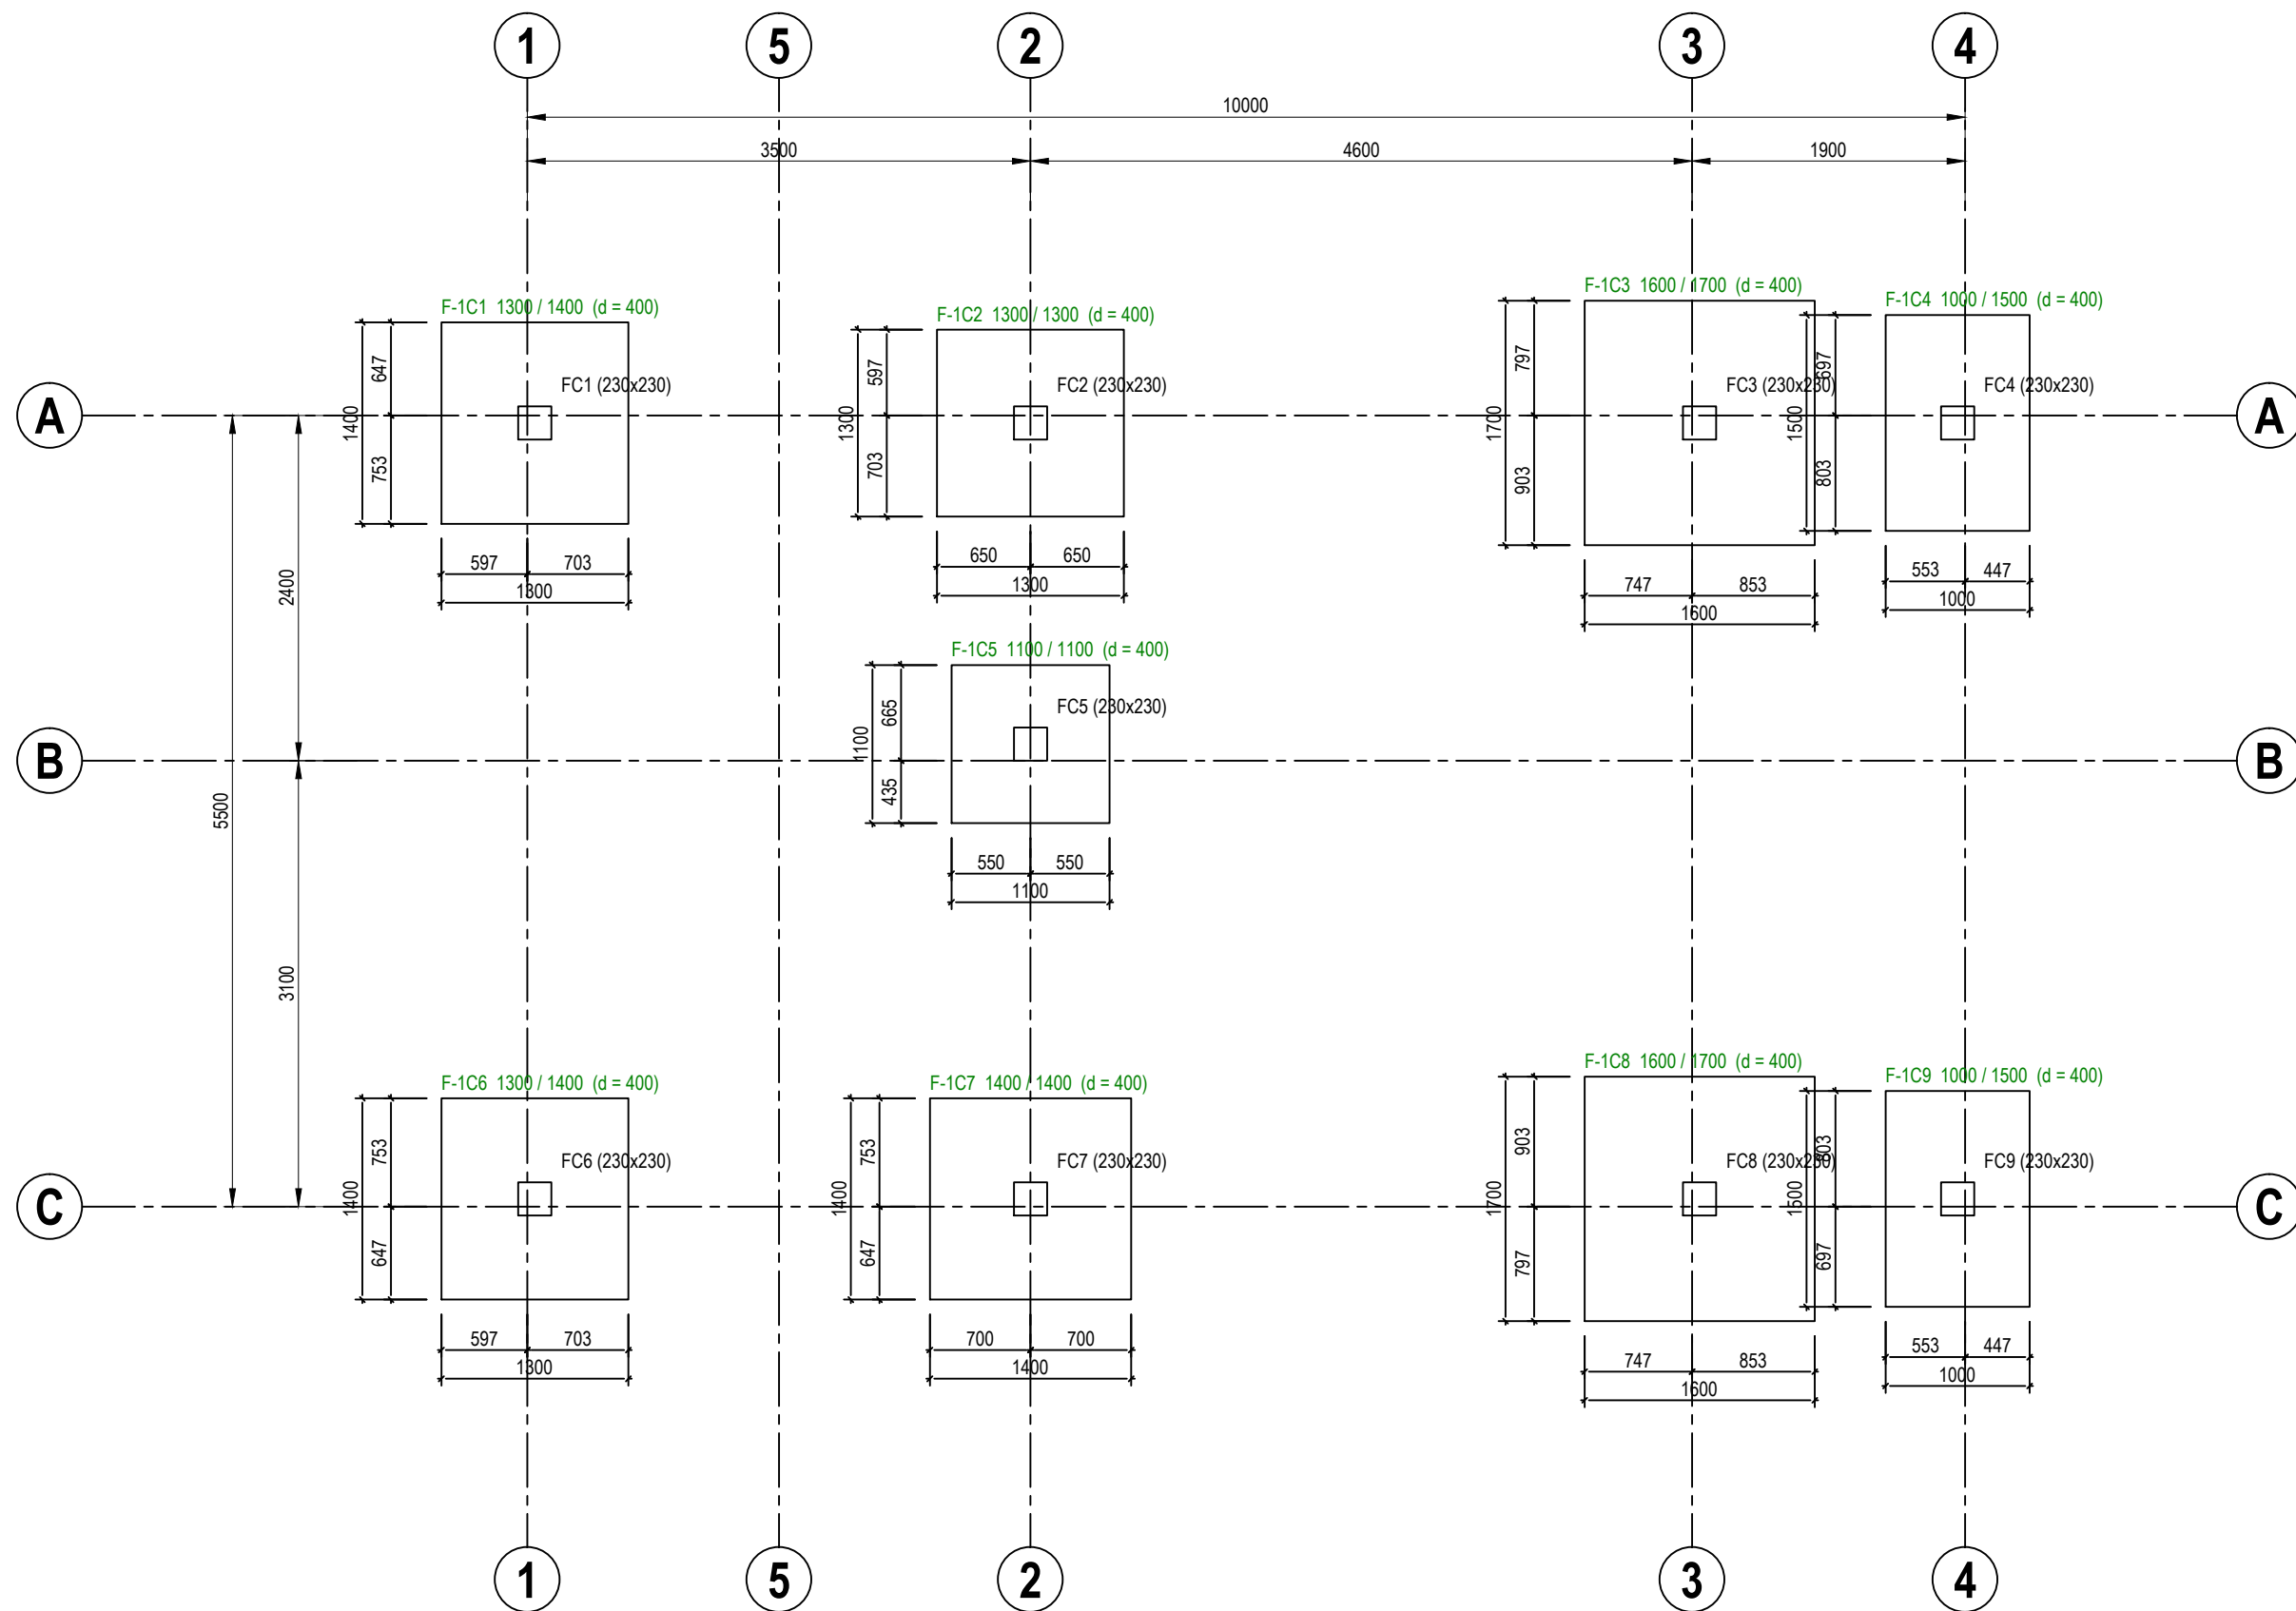 1 5 2 3 4
10000
3500 4600 1900
F-1C1 1300 / 1400 (d = 400)
F-1C2 1300 / 1300 (d = 400)
F-1C3 1600 / 1700 (d = 400)
F-1C4 1000 / 1500 (d = 400)
647
1400
753
FC1 (230x230)
597
1300
703
FC2 (230x230)
797
1700
903
FC3 (230x230)
697
1500
803
FC4 (230x230)
A A
597 703
1300
650 650
1300
747 853
1600
553 447
1000
2400
F-1C5 1100 / 1100 (d = 400)
665
1100
435
FC5 (230x230)
B B
5500
550 550
1100
3100
F-1C6 1300 / 1400 (d = 400)
F-1C7 1400 / 1400 (d = 400)
F-1C8 1600 / 1700 (d = 400)
F-1C9 1000 / 1500 (d = 400)
753
1400
647
FC6 (230x230)
753
1400
647
FC7 (230x230)
903
1700
797
FC8 (230x230)
803
1500
697
FC9 (230x230)
C C
597 703
1300
700 700
1400
747 853
1600
553 447
1000
1 5 2 3 4